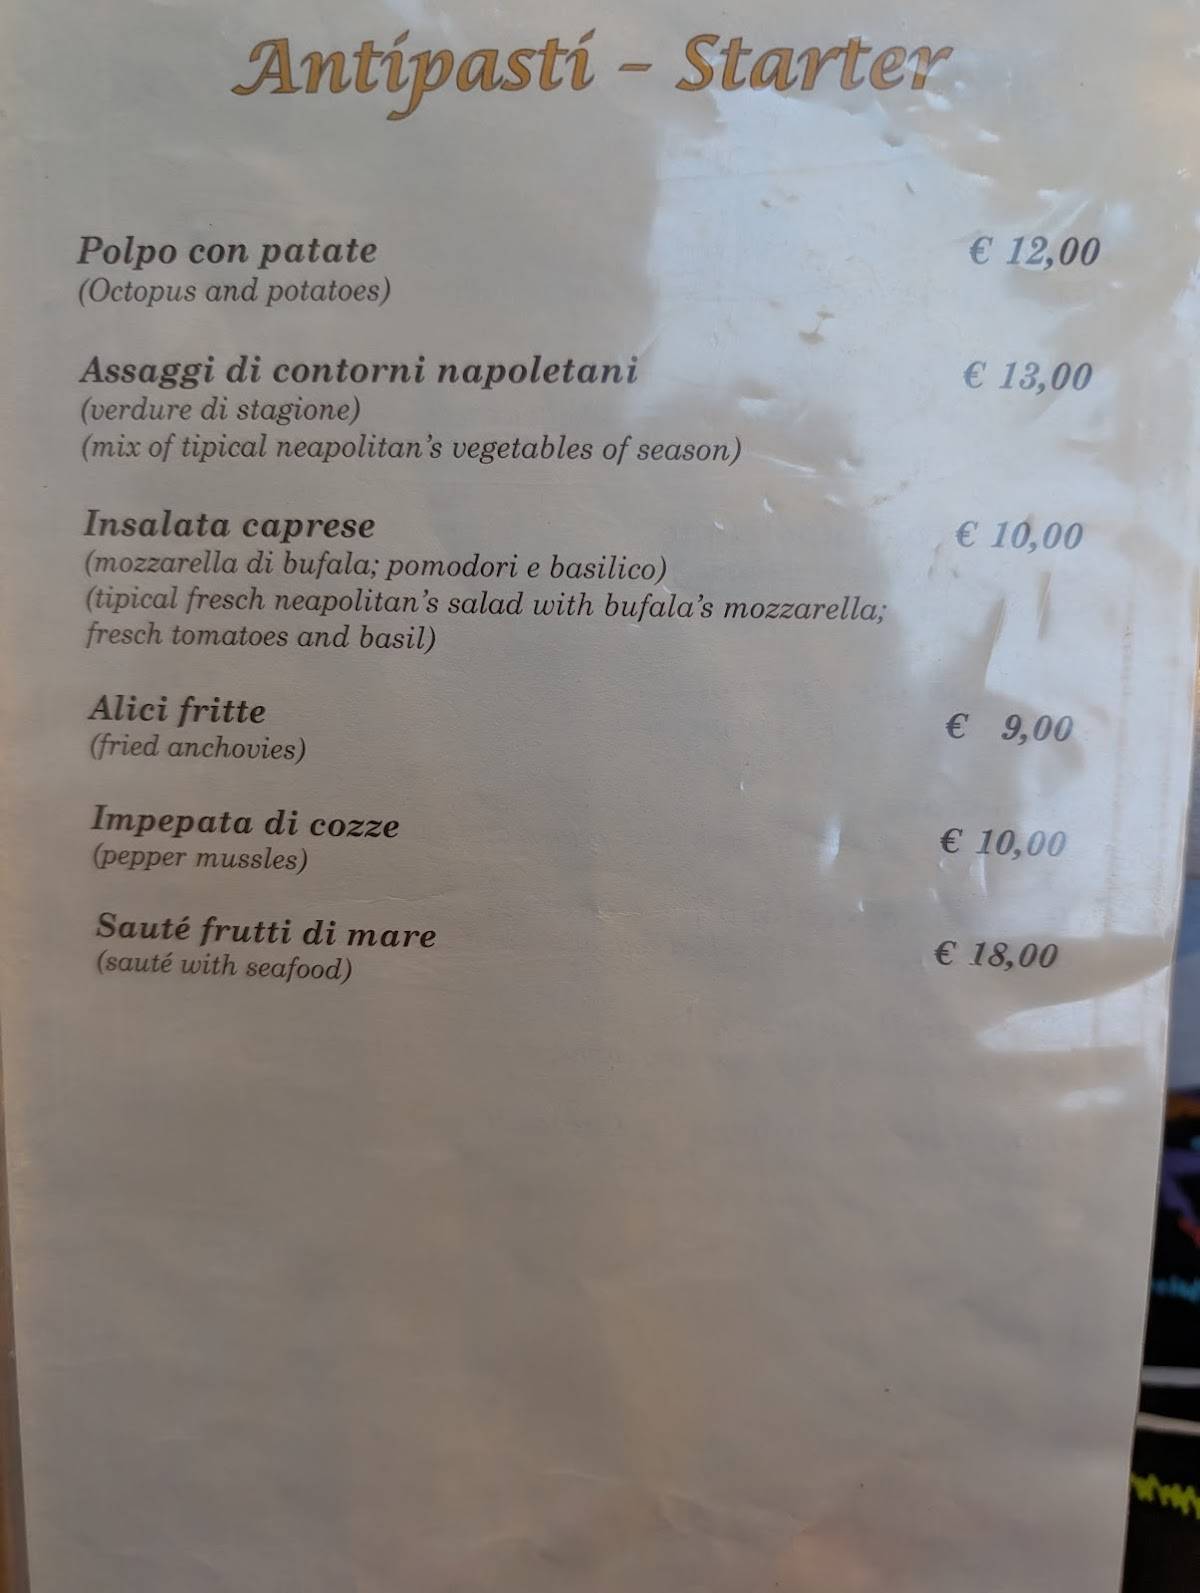 Antipasti - Starter
Polpo con patate € 12,00
(Octopus and potatoes)
Assaggi di contorni napoletani € 13,00
(verdure di stagione)
(mix of tipical neapolitan's vegetables of season)
Insalata caprese € 10,00
(mozzarella di bufala; pomodori e basilico)
(tipical fresch neapolitan's salad with bufala's mozzarella;
fresch tomatoes and basil)
Alici fritte € 9,00
(fried anchovies)
Impepata di cozze € 10,00
(pepper mussles)
Sauté frutti di mare € 18,00
(sauté with seafood)